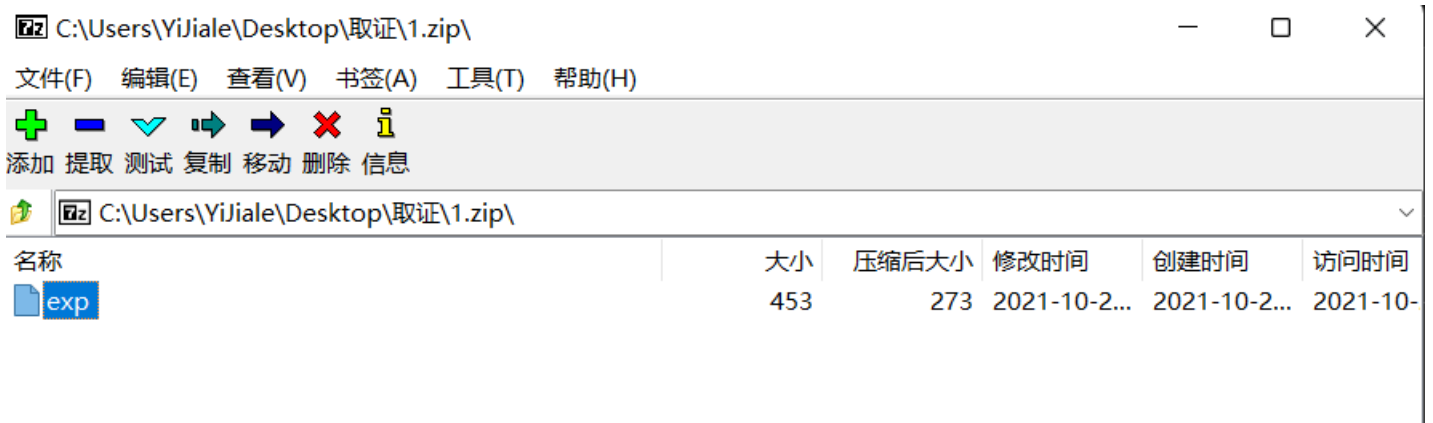 7z C:\Users\YiJiale\Desktop\取证\1.zip\
文件(F) 编辑(E) 查看(V) 书签(A) 工具(T) 帮助(H)
添加 提取 测试 复制 移动 删除 信息
7z C:\Users\YiJiale\Desktop\取证\1.zip\
名称 大小 压缩后大小 修改时间 创建时间 访问时间
exp 453 273 2021-10-2... 2021-10-2... 2021-10-